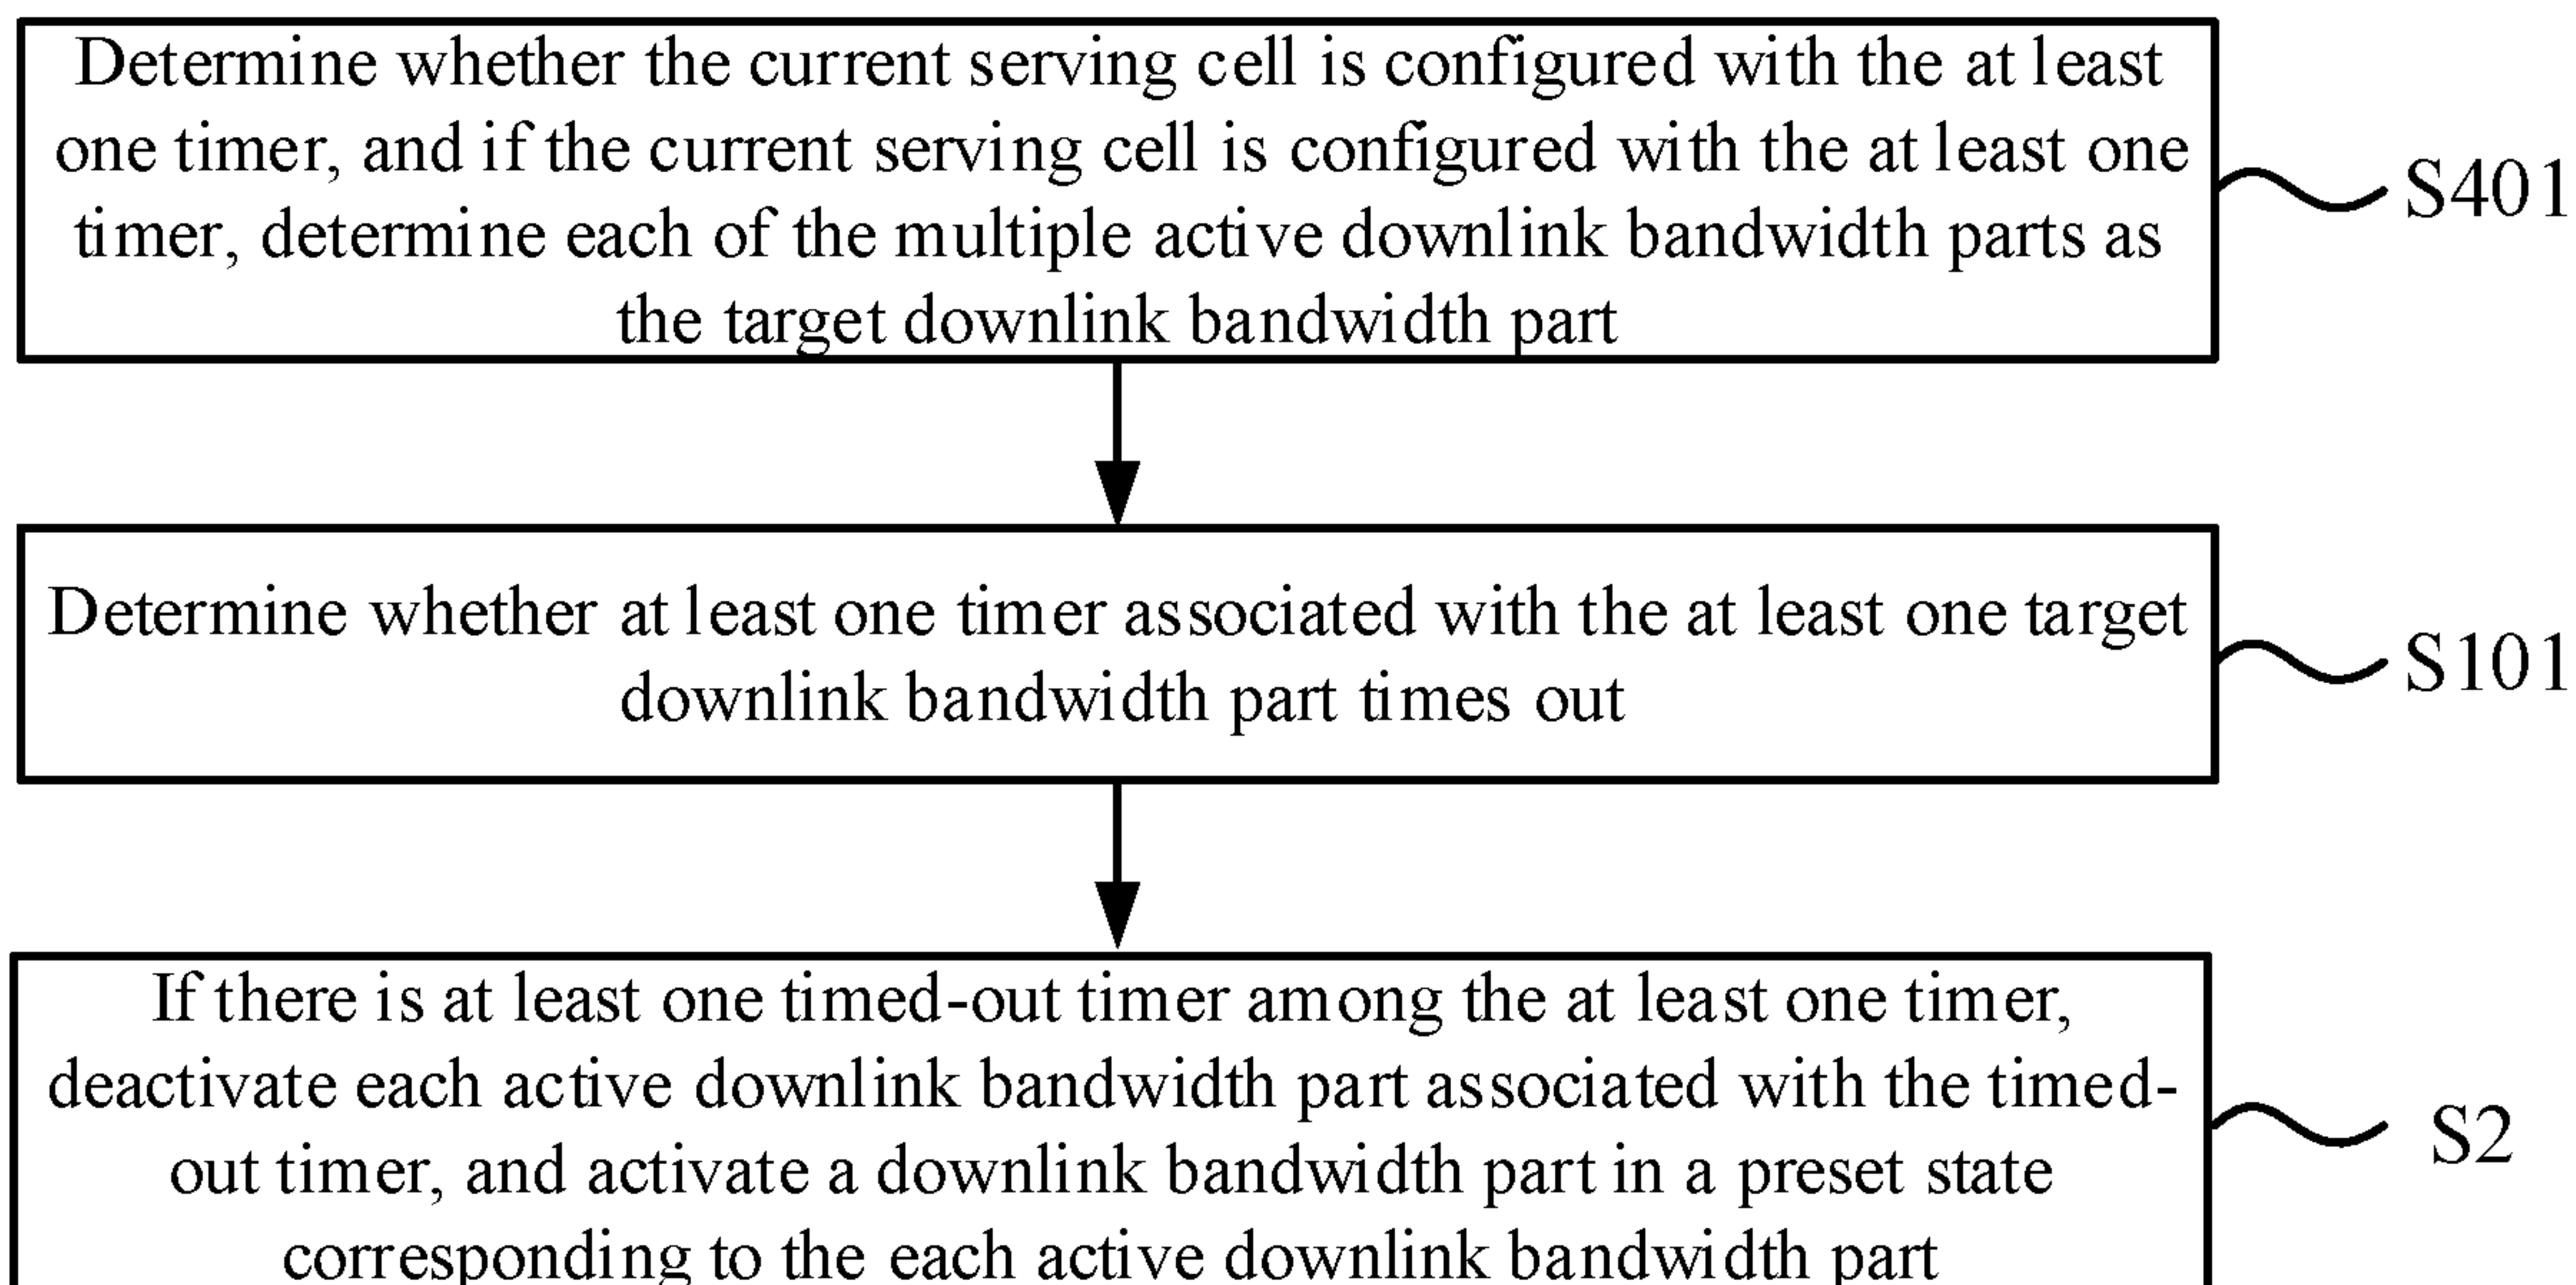 Determine whether the current serving cell is configured with the at least
one timer, and if the current serving cell is configured with the at least one
timer, determine each of the multiple active downlink bandwidth parts as
the target downlink bandwidth part
S401
Determine whether at least one timer associated with the at least one target
downlink bandwidth part times out
S101
If there is at least one timed-out timer among the at least one timer,
deactivate each active downlink bandwidth part associated with the timed-
out timer, and activate a downlink bandwidth part in a preset state
corresponding to the each active downlink bandwidth part
S2